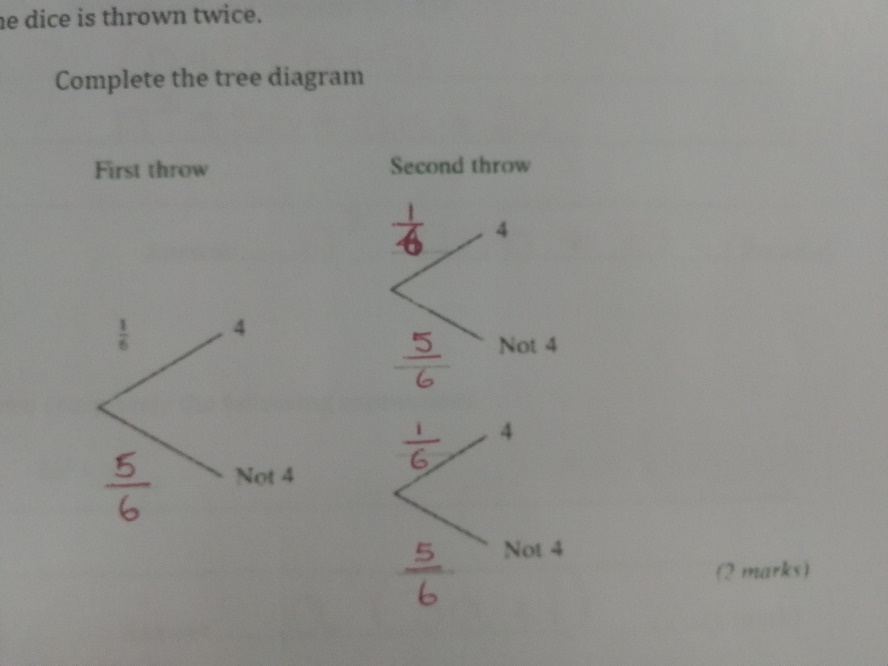 dice is thrown twice.
Complete the tree diagram
First throw
Second throw
1/6
4
1/6
4
5/6
Not 4
5/6
Not 4
1/6
4
5/6
Not 4
(2 marks)